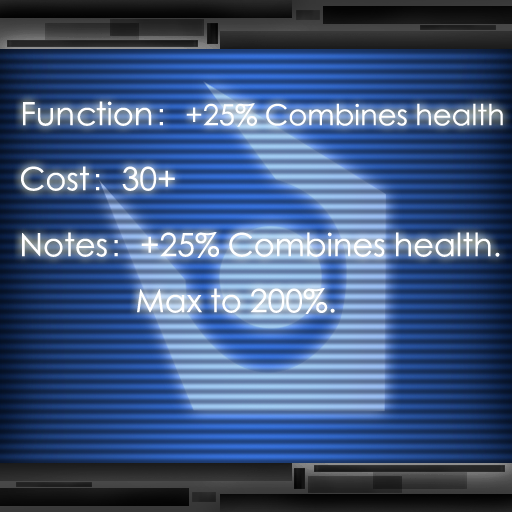 Function: +25% Combines health
Cost: 30+
Notes: +25% Combines health.
Max to 200%.